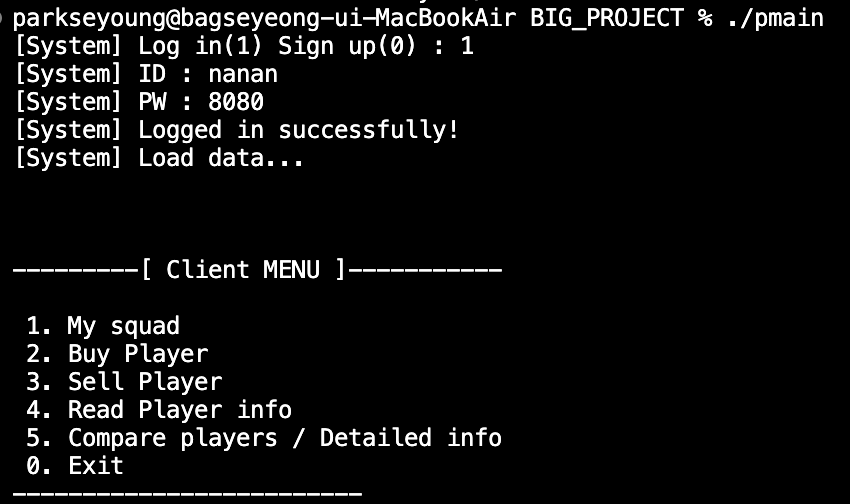 parkseyoung@bagseyeong-ui-MacBookAir BIG_PROJECT % ./pmain
[System] Log in(1) Sign up(0) : 1
[System] ID : nanan
[System] PW : 8080
[System] Logged in successfully!
[System] Load data...
---------[ Client MENU ]-----------
1. My squad
2. Buy Player
3. Sell Player
4. Read Player info
5. Compare players / Detailed info
0. Exit
-------------------------